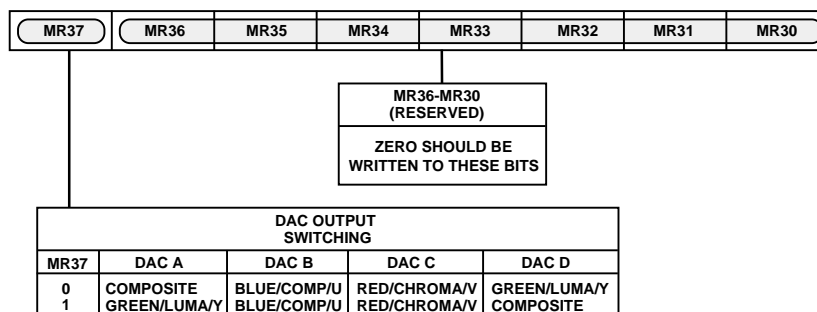 MR37 MR36 MR35 MR34 MR33 MR32 MR31 MR30
MR36-MR30
(RESERVED)
ZERO SHOULD BE
WRITTEN TO THESE BITS
DAC OUTPUT
SWITCHING
MR37 DAC A DAC B DAC C DAC D
0 COMPOSITE BLUE/COMP/U RED/CHROMA/V GREEN/LUMA/Y
1 GREEN/LUMA/Y BLUE/COMP/U RED/CHROMA/V COMPOSITE